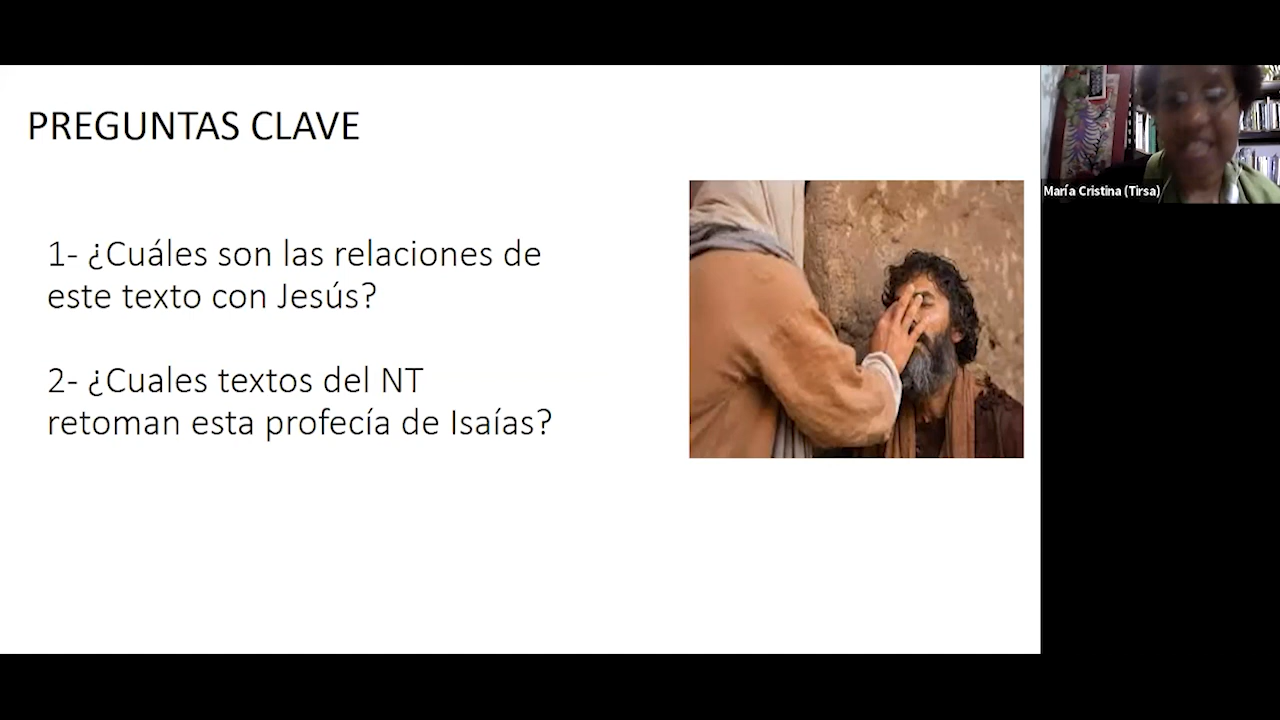 PREGUNTAS CLAVE
1- ¿Cuáles son las relaciones de
este texto con Jesús?
2- ¿Cuales textos del NT
retoman esta profecía de Isaías?
María Cristina (Tirsa)